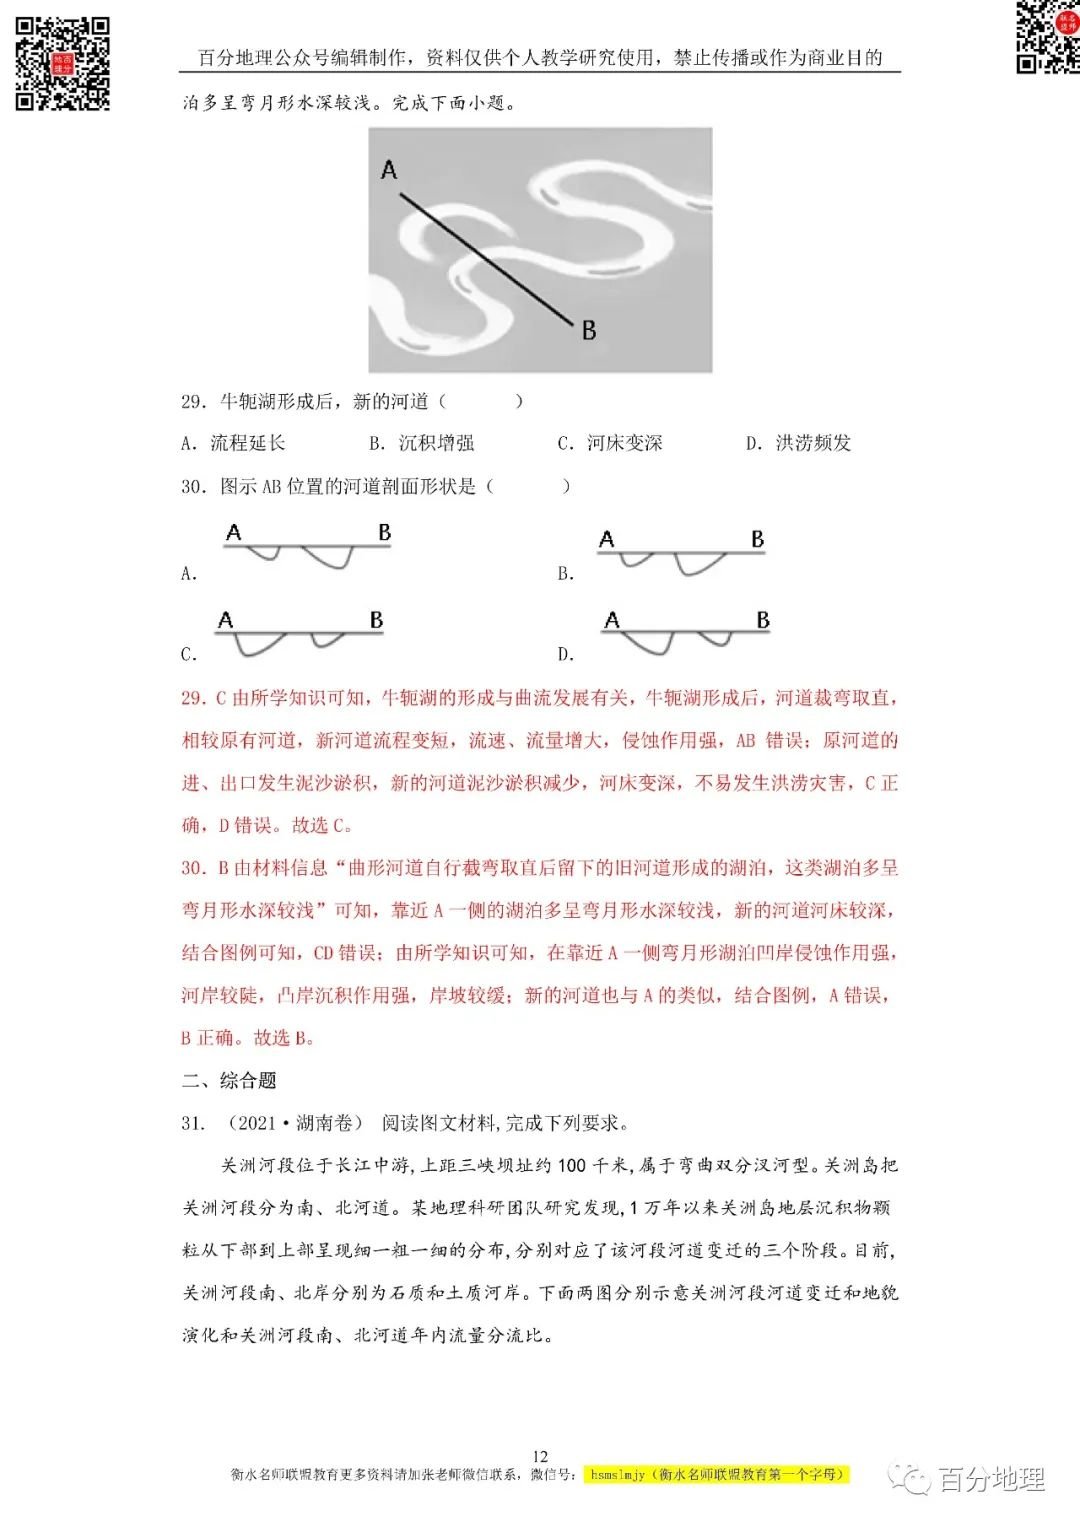 百分地理公众号编辑制作，资料仅供个人教学研究使用，禁止传播或作为商业目的
泊多呈弯月形水深较浅。完成下面小题。
A
B
29. 牛轭湖形成后，新的河道（ ）
A. 流程延长 B. 沉积增强 C. 河床变深 D. 洪涝频发
30. 图示 AB 位置的河道剖面形状是（ ）
A B A B
A. B.
A B A B
C. D.
29. C 由所学知识可知，牛轭湖的形成与曲流发展有关，牛轭湖形成后，河道裁弯取直，
相较原有河道，新河道流程变短，流速、流量增大，侵蚀作用强，AB 错误；原河道的
进、出口发生泥沙淤积，新的河道泥沙淤积减少，河床变深，不易发生洪涝灾害，C 正
确，D 错误。故选 C。
30. B 由材料信息“曲形河道自行截弯取直后留下的旧河道形成的湖泊，这类湖泊多呈
弯月形水深较浅”可知，靠近 A 一侧的湖泊多呈弯月形水深较浅，新的河道河床较深，
结合图例可知，CD 错误；由所学知识可知，在靠近 A 一侧弯月形湖泊凹岸侵蚀作用强，
河岸较陡，凸岸沉积作用强，岸坡较缓；新的河道也与 A 的类似，结合图例，A 错误，
B 正确。故选 B。
二、综合题
31. （2021·湖南卷） 阅读图文材料,完成下列要求。
关洲河段位于长江中游,上距三峡坝址约 100 千米,属于弯曲双分汊河型。关洲岛把
关洲河段分为南、北河道。某地理科研团队研究发现,1 万年以来关洲岛地层沉积物颗
粒从下部到上部呈现细一粗一细的分布,分别对应了该河段河道变迁的三个阶段。目前,
关洲河段南、北岸分别为石质和土质河岸。下面两图分别示意关洲河段河道变迁和地貌
演化和关洲河段南、北河道年内流量分流比。
12
衡水名师联盟教育更多资料请加张老师微信联系，微信号： hsmslmjy（衡水名师联盟教育第一个字母）
百分地理